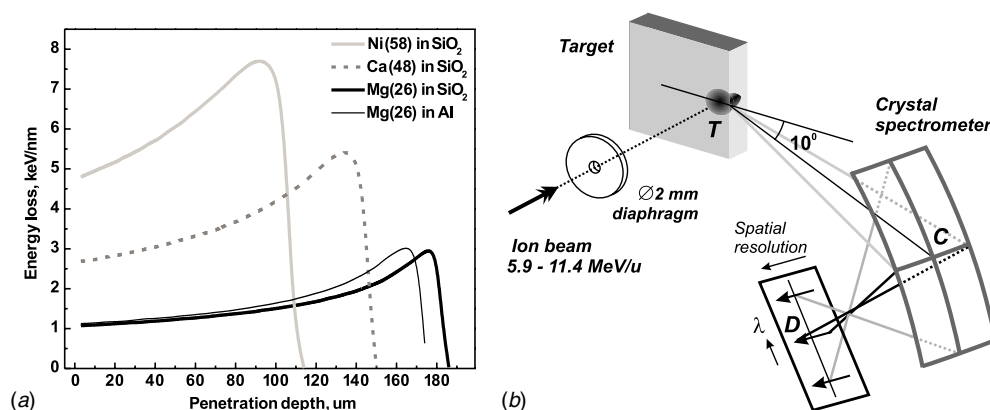 8
7
6
5
4
3
2
1
0
Energy loss, keV/nm
0 20 40 60 80 100 120 140 160 180
Penetration depth, um
Ni(58) in SiO₂
Ca(48) in SiO₂
Mg(26) in SiO₂
Mg(26) in Al
(a)
Target
T
10⁰
Crystal
spectrometer
∅2 mm
diaphragm
Ion beam
5.9 - 11.4 MeV/u
Spatial
resolution
C
D
λ
(b)